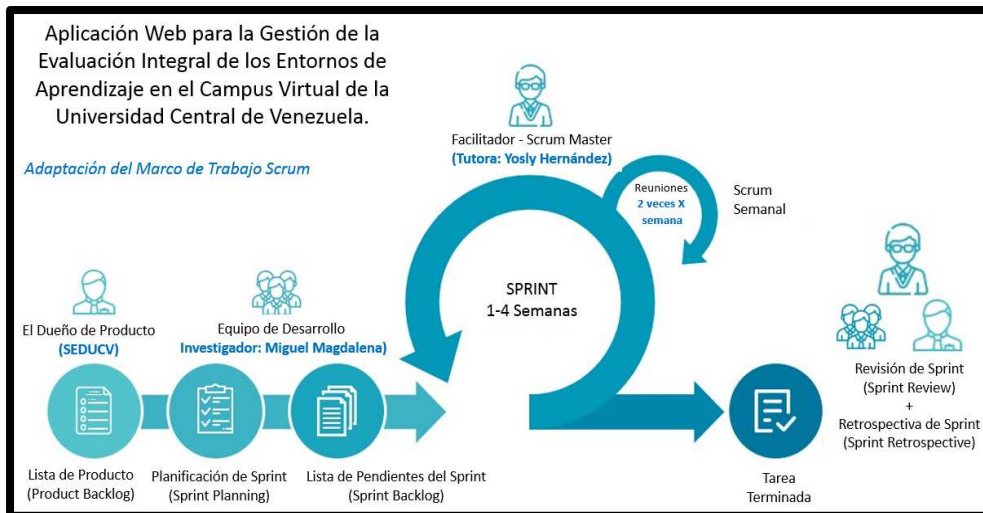 Aplicación Web para la Gestión de la
Evaluación Integral de los Entornos de
Aprendizaje en el Campus Virtual de la
Universidad Central de Venezuela.
Adaptación del Marco de Trabajo Scrum
Facilitador - Scrum Master
(Tutora: Yosly Hernández)
Reuniones
2 veces X
semana
Scrum
Semanal
SPRINT
1-4 Semanas
El Dueño de Producto
(SEDUCV)
Equipo de Desarrollo
Investigador: Miguel Magdalena
Lista de Producto
(Product Backlog)
Planificación de Sprint
(Sprint Planning)
Lista de Pendientes del Sprint
(Sprint Backlog)
Tarea
Terminada
Revisión de Sprint
(Sprint Review)
+
Retrospectiva de Sprint
(Sprint Retrospective)